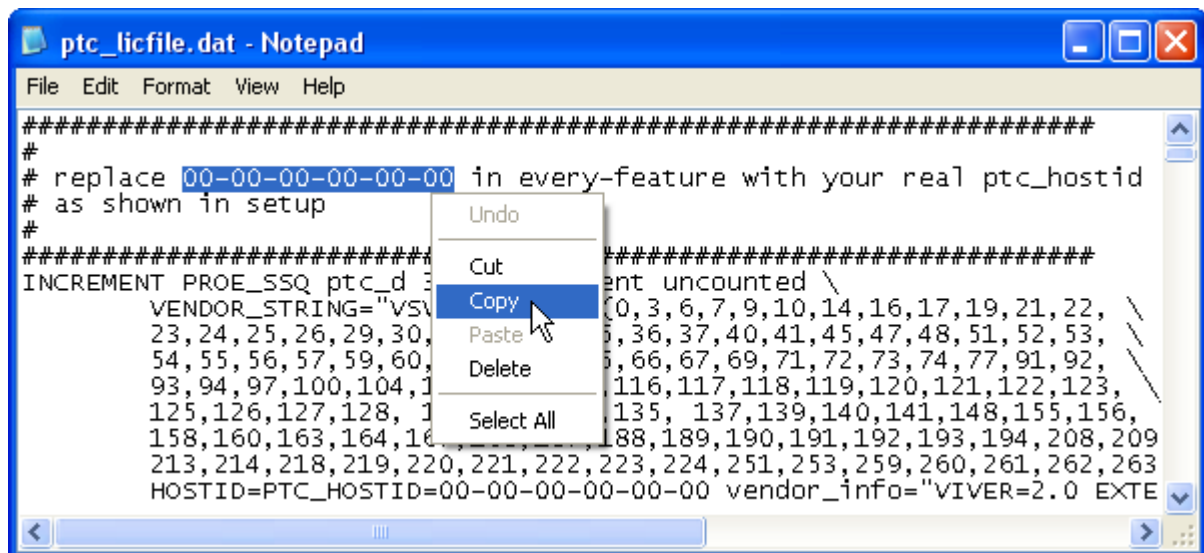 ptc_licfile.dat - Notepad
File Edit Format View Help
###################################################################
#
# replace 00-00-00-00-00-00 in every-feature with your real ptc_hostid
# as shown in setup
#
###################################################################
INCREMENT PROE_SSQ ptc_d ent uncounted \
VENDOR_STRING="VSV (0,3,6,7,9,10,14,16,17,19,21,22, \
23,24,25,26,29,30, ,36,37,40,41,45,47,48,51,52,53, \
54,55,56,57,59,60, ,66,67,69,71,72,73,74,77,91,92, \
93,94,97,100,104, ,116,117,118,119,120,121,122,123, \
125,126,127,128, 135, 137,139,140,141,148,155,156,
158,160,163,164, 188,189,190,191,192,193,194,208,209
213,214,218,219,220,221,222,223,224,251,253,259,260,261,262,263
HOSTID=PTC_HOSTID=00-00-00-00-00-00 vendor_info="VIVER=2.0 EXTE
Undo
Cut
Copy
Paste
Delete
Select All